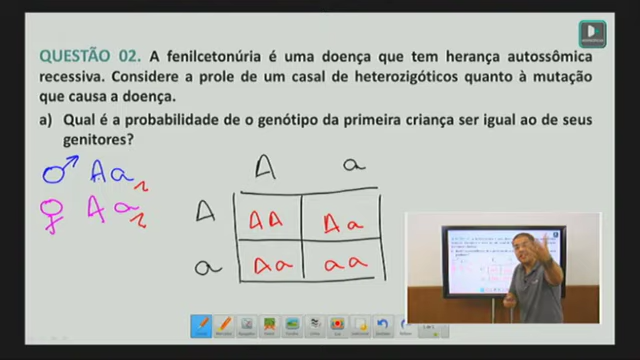 QUESTÃO 02. A fenilcetonúria é uma doença que tem herança autossômica
recessiva. Considere a prole de um casal de heterozigóticos quanto à mutação
que causa a doença.
a) Qual é a probabilidade de o genótipo da primeira criança ser igual ao de seus
genitores?
A a
♂ A a
♀ A a
A AA Aa
a Aa aa